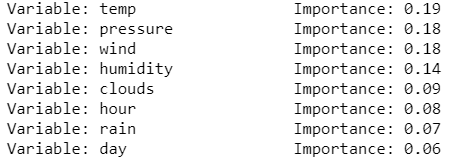 Variable: temp Importance: 0.19
Variable: pressure Importance: 0.18
Variable: wind Importance: 0.18
Variable: humidity Importance: 0.14
Variable: clouds Importance: 0.09
Variable: hour Importance: 0.08
Variable: rain Importance: 0.07
Variable: day Importance: 0.06